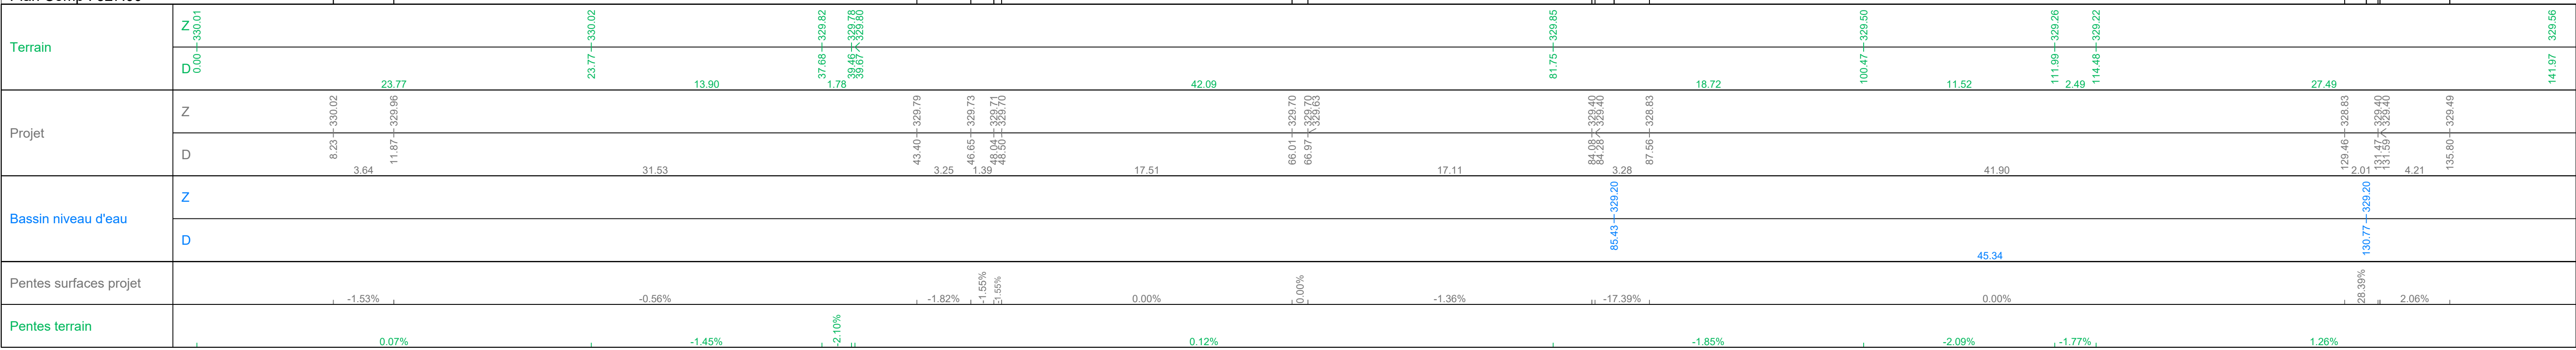 Terrain
Z 330.01 330.02 329.82 329.78 329.80 329.85 329.50 329.26 329.22 329.56
D 0.00 23.77 37.68 39.46 39.67 81.75 100.47 111.99 114.48 141.97
23.77 13.90 1.78 42.09 18.72 11.52 2.49 27.49
Projet
Z 330.02 329.96 329.79 329.73 329.71 329.70 329.70 329.70 329.63 329.40 329.40 328.83 328.83 329.40 329.40 329.49
D 8.23 11.87 43.40 46.65 48.04 48.50 66.01 66.97 84.08 84.28 87.56 129.46 131.47 131.59 135.80
3.64 31.53 3.25 1.39 17.51 17.11 3.28 41.90 2.01 4.21
Bassin niveau d'eau
Z 329.20 329.20
D 85.43 130.77
45.34
Pentes surfaces projet
-1.53% -0.56% -1.82% -1.55% -1.55% 0.00% 0.00% -1.36% -17.39% 0.00% 28.39% 2.06%
Pentes terrain
0.07% -1.45% -2.10% 0.12% -1.85% -2.09% -1.77% 1.26%